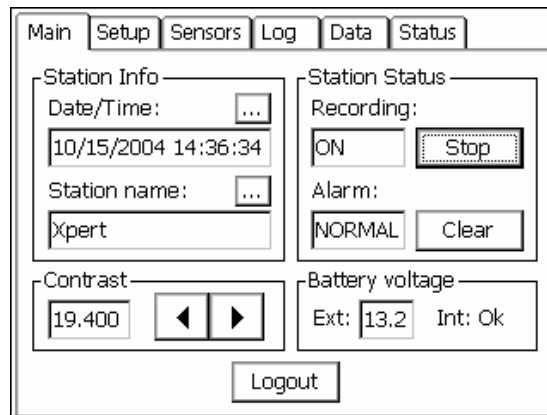 Main Setup Sensors Log Data Status
Station Info
Date/Time: ...
10/15/2004 14:36:34
Station name: ...
Xpert
Station Status
Recording:
ON Stop
Alarm:
NORMAL Clear
Contrast
19.400
Battery voltage
Ext: 13.2 Int: Ok
Logout